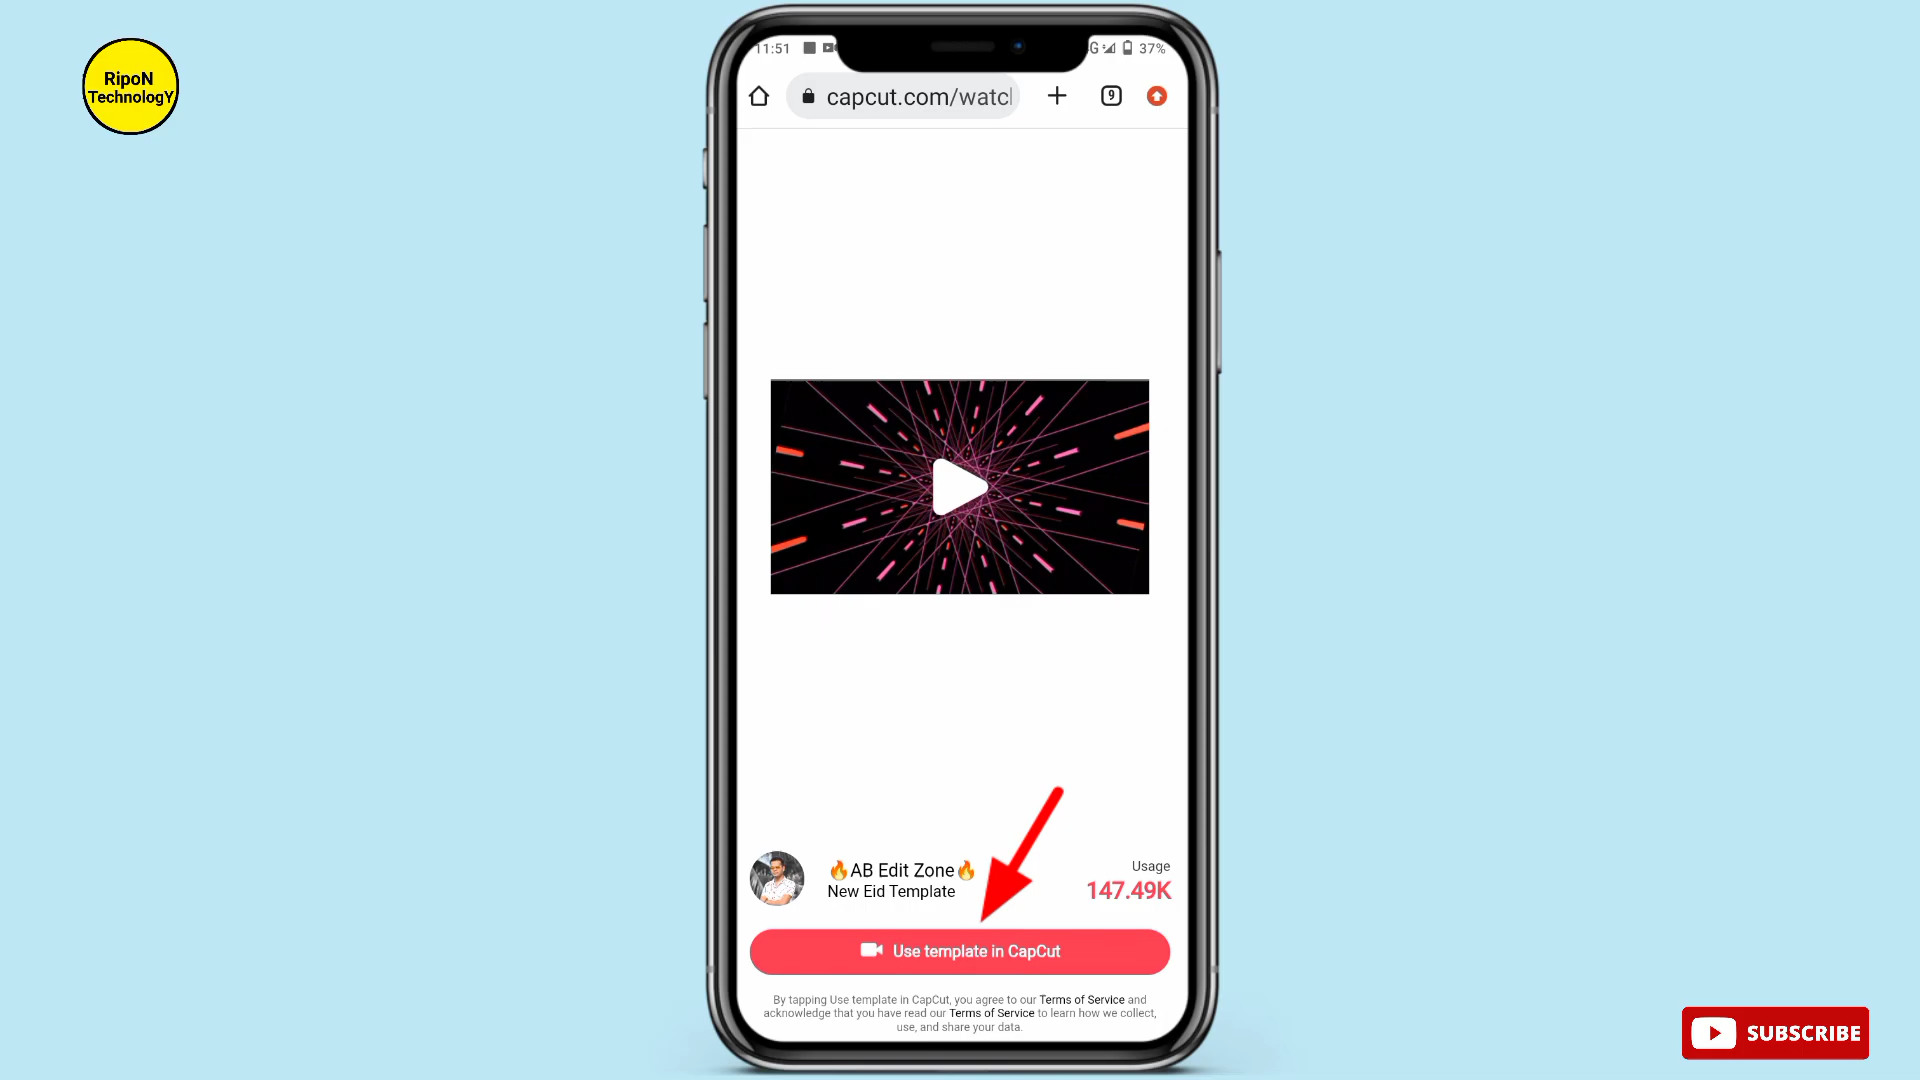 RipoN
TechnologY
11:51
G
37%
capcut.com/watch
9
🔥AB Edit Zone🔥
New Eid Template
Usage
147.49K
Use template in CapCut
By tapping Use template in CapCut, you agree to our Terms of Service and
acknowledge that you have read our Terms of Service to learn how we collect,
use, and share your data.
SUBSCRIBE